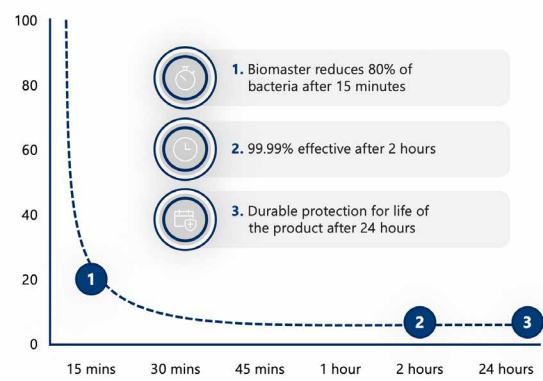 100
80
60
40
20
0
1. Biomaster reduces 80% of
bacteria after 15 minutes
2. 99.99% effective after 2 hours
3. Durable protection for life of
the product after 24 hours
1
2
3
15 mins 30 mins 45 mins 1 hour 2 hours 24 hours